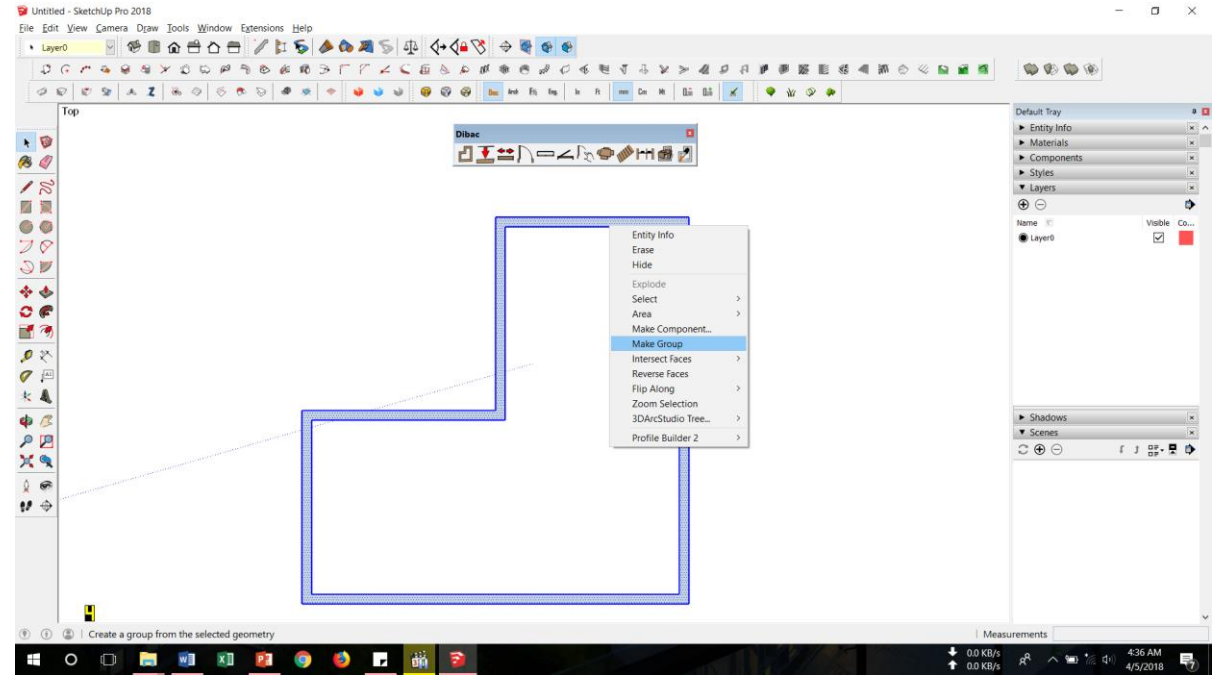 Untitled - SketchUp Pro 2018
File Edit View Camera Draw Tools Window Extensions Help
Layer0
Top
Dibac
Entity Info
Erase
Hide
Explode
Select
Area
Make Component...
Make Group
Intersect Faces
Reverse Faces
Flip Along
Zoom Selection
3DArcStudio Tree...
Profile Builder 2
Default Tray
Entity Info
Materials
Components
Styles
Layers
Name Visible Co...
Layer0
Shadows
Scenes
Create a group from the selected geometry
Measurements
0.0 KB/s
0.0 KB/s
4:36 AM
4/5/2018